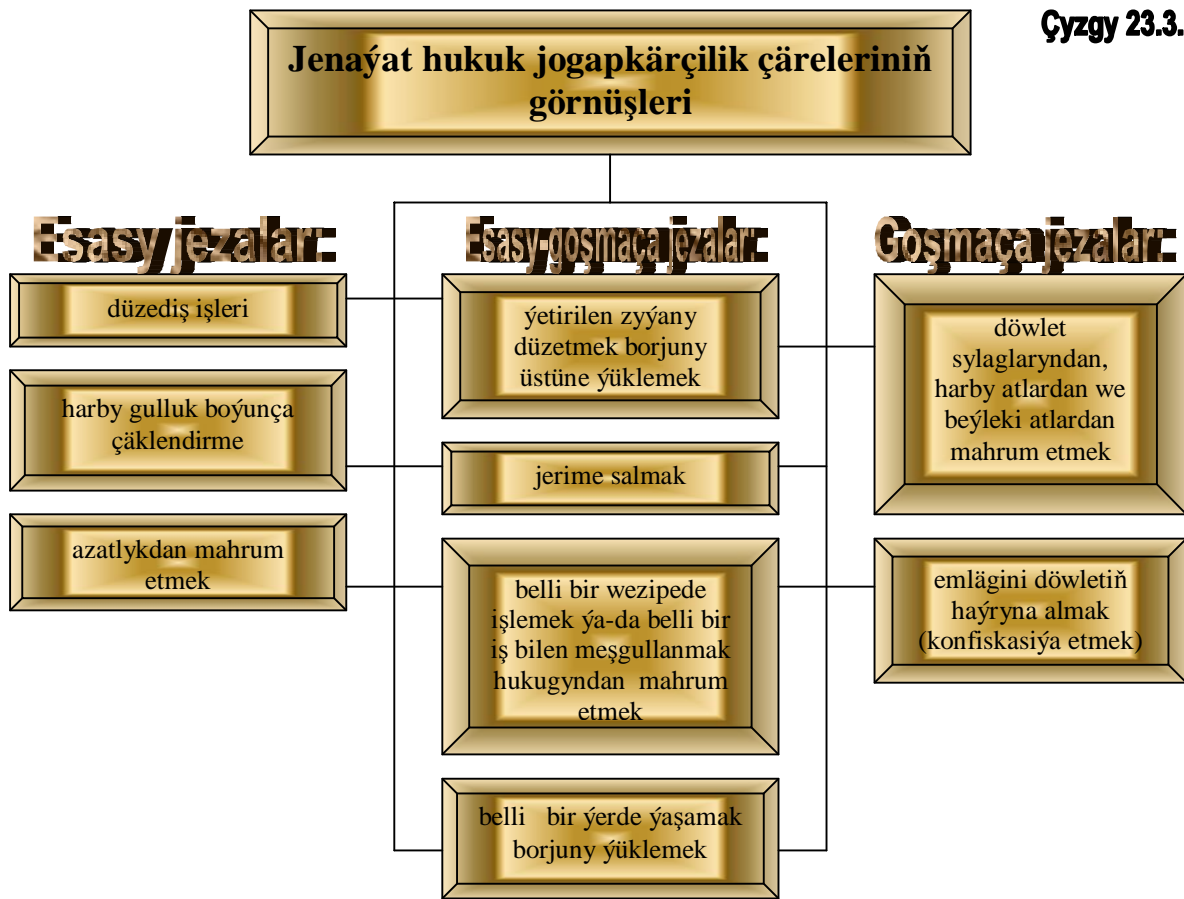 Çyzgy 23.3.
Jenaýat hukuk jogapkärçilik çäreleriniň
görnüşleri
Esasy jezalar:
düzediş işleri
harby gulluk boýunça
çäklendirme
azatlykdan mahrum
etmek
Esasy-goşmaça jezalar:
ýetirilen zyýany
düzetmek borjuny
üstüne ýüklemek
jerime salmak
belli bir wezipede
işlemek ýa-da belli bir
iş bilen meşgullanmak
hukugyndan mahrum
etmek
belli bir ýerde ýaşamak
borjuny ýüklemek
Goşmaça jezalar:
döwlet
sylaglaryndan,
harby atlardan we
beýleki atlardan
mahrum etmek
emlägini döwletiň
haýryna almak
(konfiskasiýa etmek)